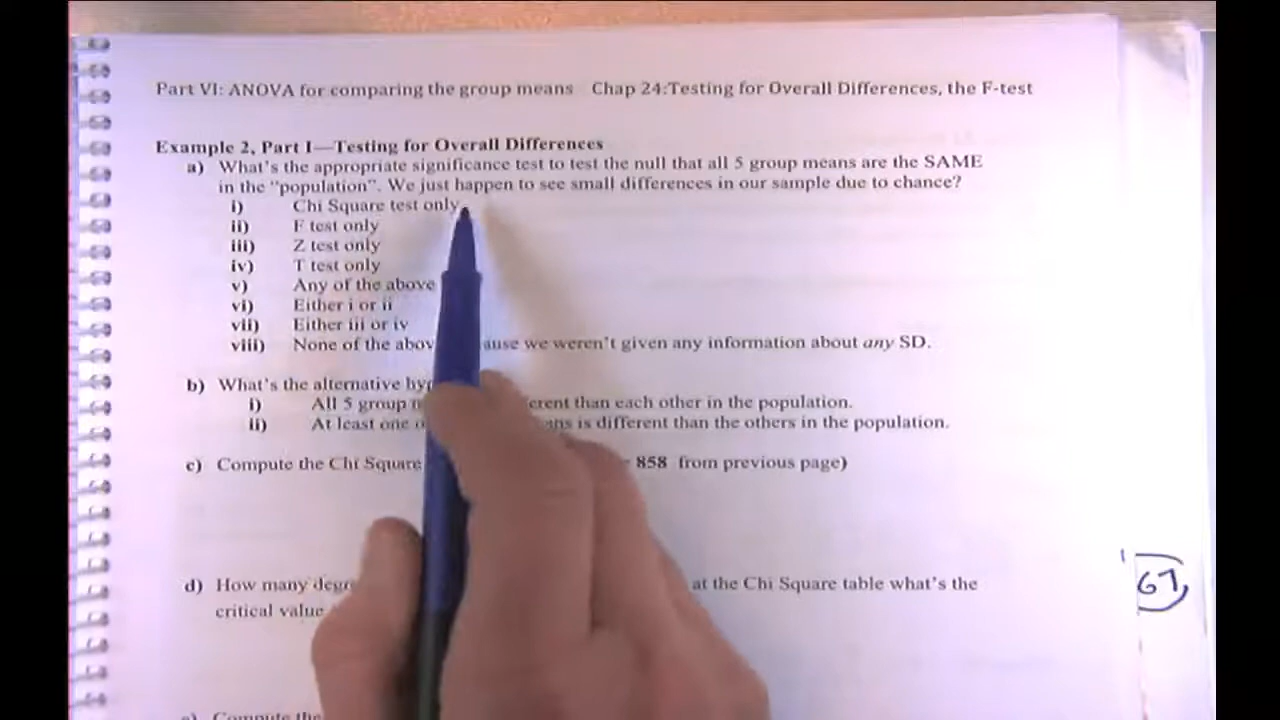 Part VI: ANOVA for comparing the group means Chap 24:Testing for Overall Differences, the F-test
Example 2, Part I—Testing for Overall Differences
a) What's the appropriate significance test to test the null that all 5 group means are the SAME
in the "population". We just happen to see small differences in our sample due to chance?
i) Chi Square test only
ii) F test only
iii) Z test only
iv) T test only
v) Any of the above
vi) Either i or ii
vii) Either iii or iv
viii) None of the above we weren't given any information about any SD.
b) What's the alternative
i) All 5 group than each other in the population.
ii) At least one is different than the others in the population.
c) Compute the Chi Square 858 from previous page)
d) How many at the Chi Square table what's the
critical value
e) Compute the
67